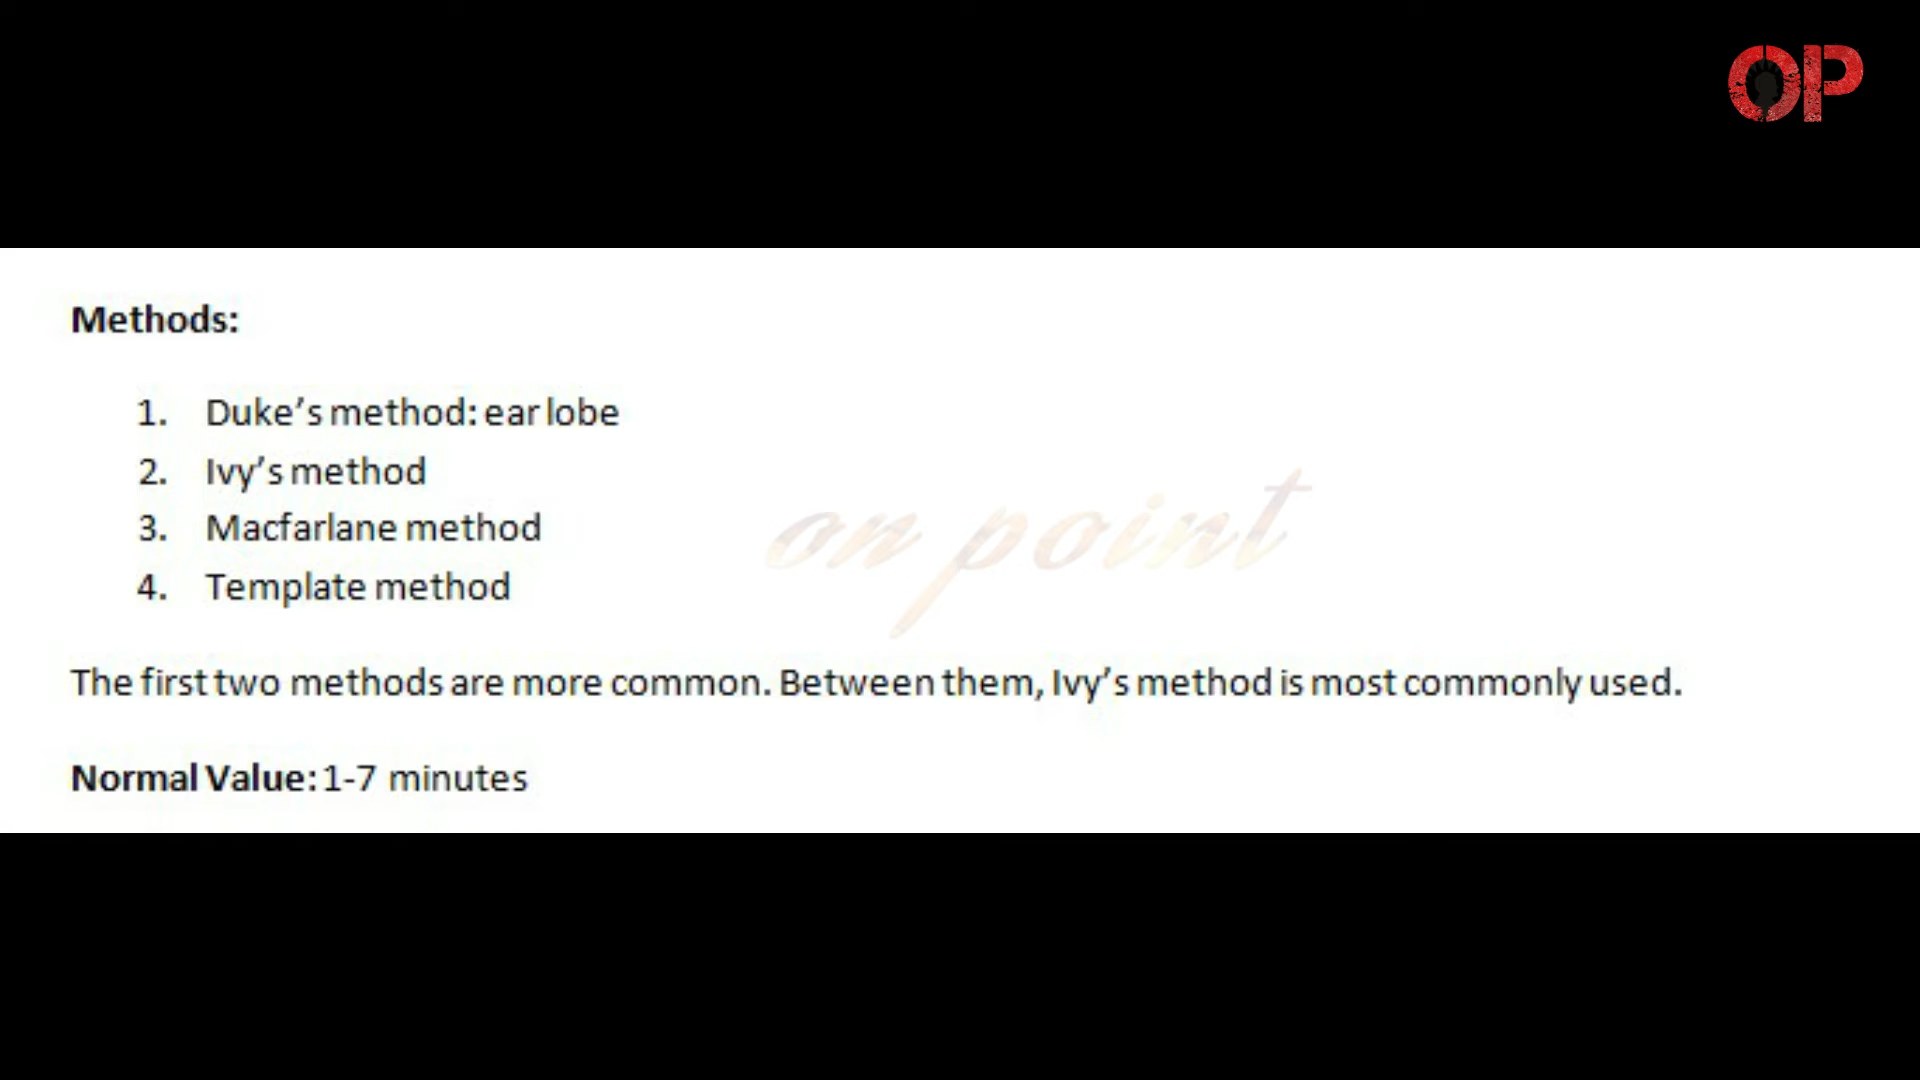 OP
Methods:
1. Duke’s method: ear lobe
2. Ivy’s method
3. Macfarlane method
4. Template method
on point
The first two methods are more common. Between them, Ivy’s method is most commonly used.
Normal Value: 1-7 minutes